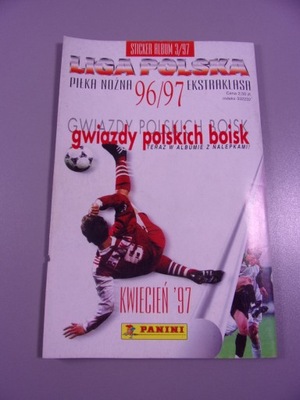 STICKER ALBUM 3/97
LIGA POLSKA
PIŁKA NOŻNA 96/97 EKSTRAKLASA
GWIAZDY POLSKICH BOISK
gwiazdy polskich boisk
TERAZ W ALBUMIE Z NALEPKAMI!
KWIECIEŃ '97
PANINI